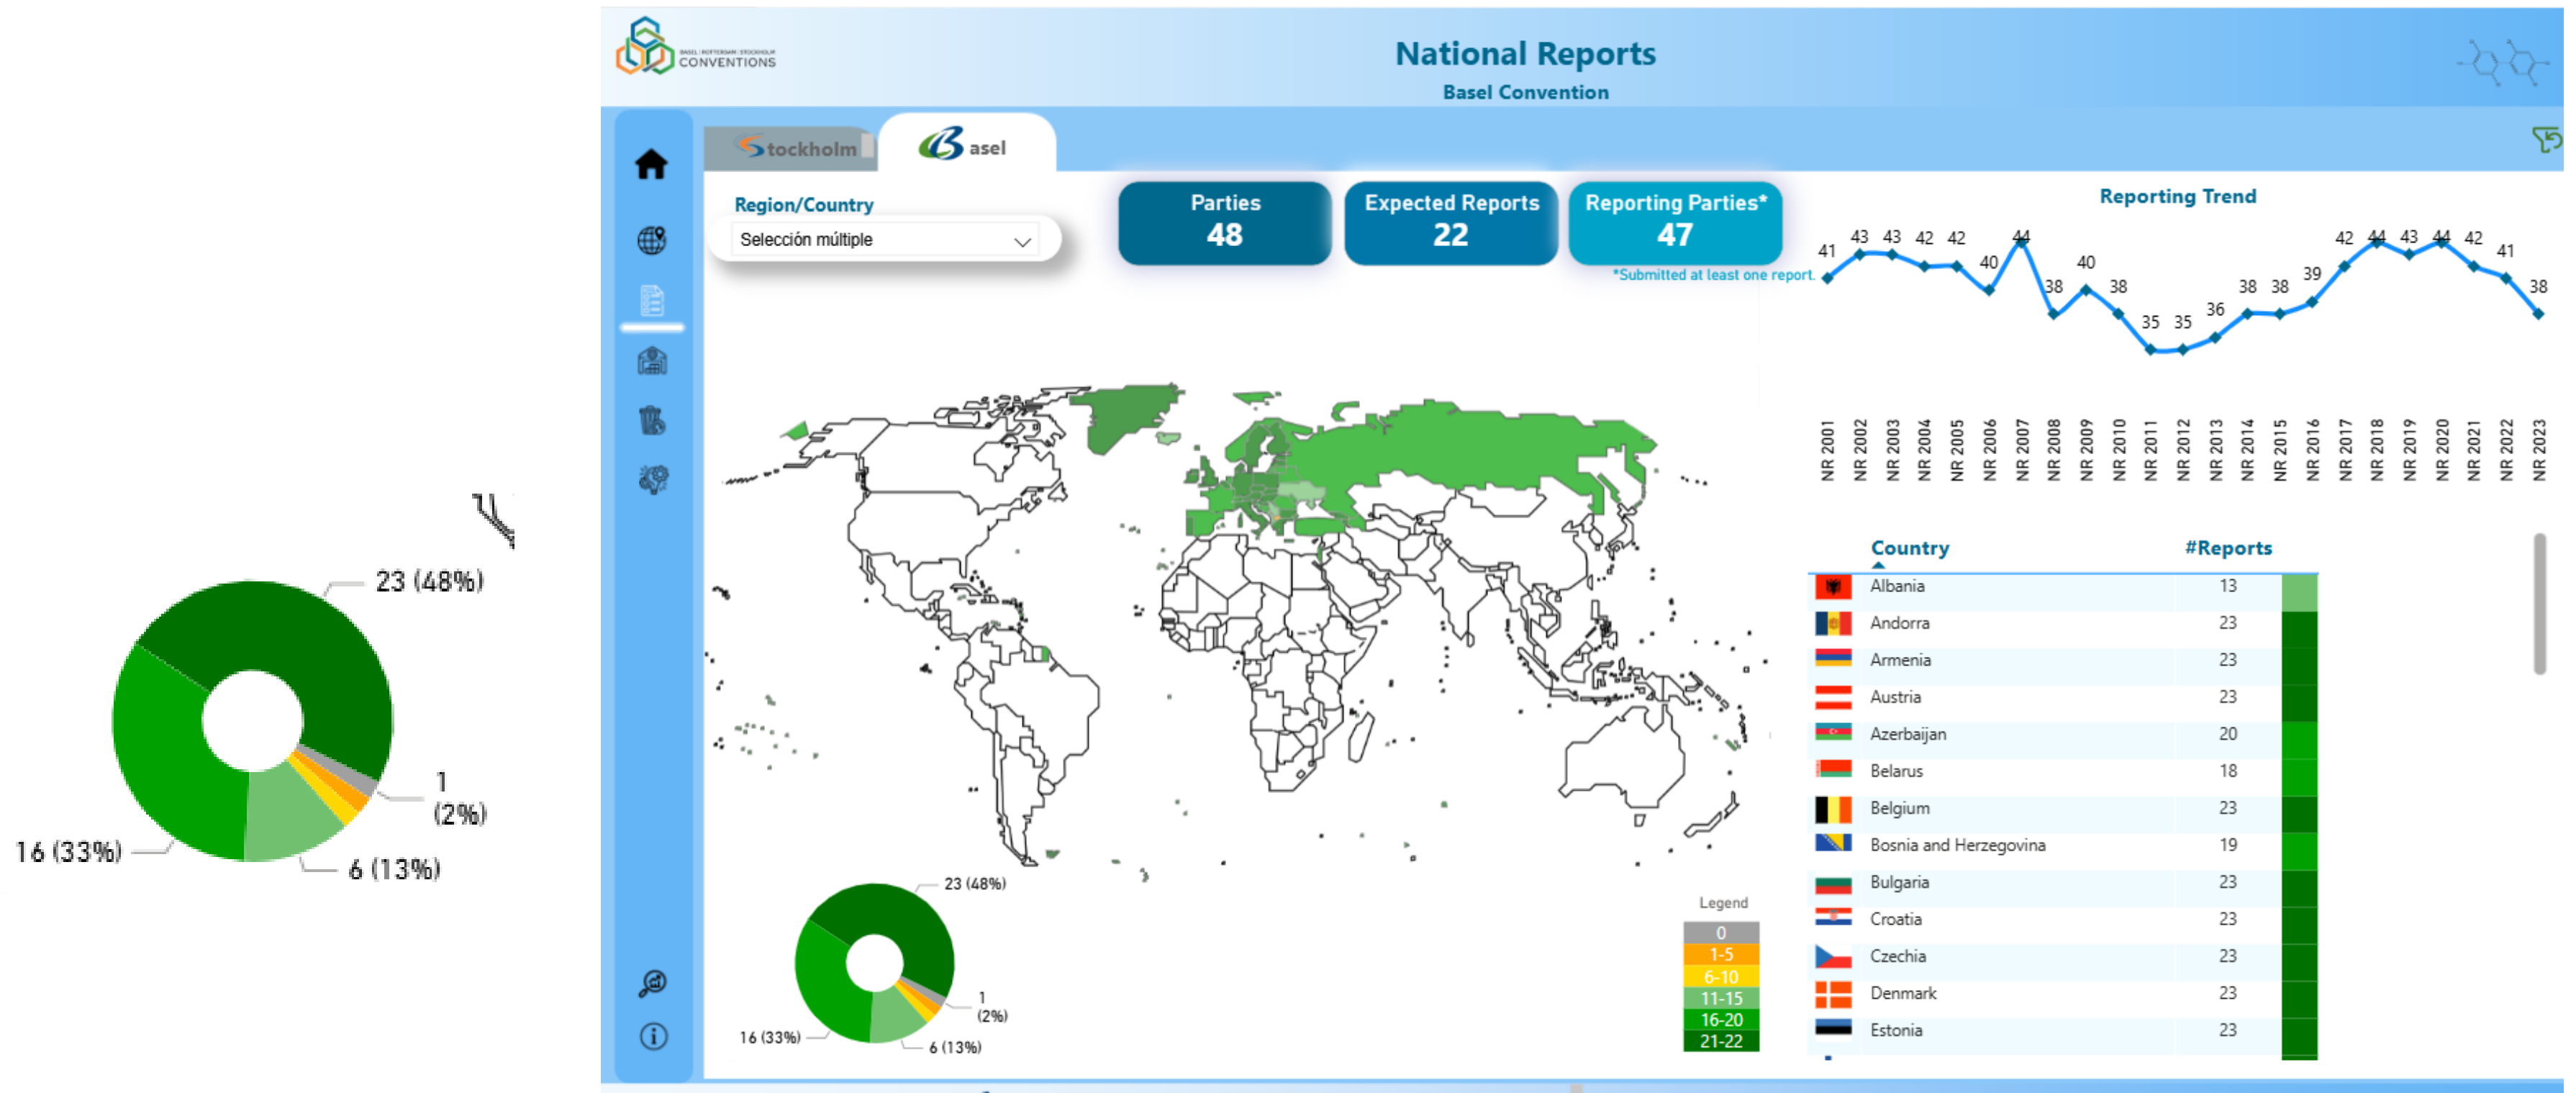 23 (48%)
1
(2%)
16 (33%)
6 (13%)
BASEL | ROTTERDAM | STOCKHOLM
CONVENTIONS
National Reports
Basel Convention
Stockholm
Basel
Region/Country
Selección múltiple
Parties
48
Expected Reports
22
Reporting Parties*
47
*Submitted at least one report.
Reporting Trend
41 43 43 42 42 40 44 38 40 38 35 35 36 38 38 39 42 44 43 44 42 41 38
NR 2001 NR 2002 NR 2003 NR 2004 NR 2005 NR 2006 NR 2007 NR 2008 NR 2009 NR 2010 NR 2011 NR 2012 NR 2013 NR 2014 NR 2015 NR 2016 NR 2017 NR 2018 NR 2019 NR 2020 NR 2021 NR 2022 NR 2023
23 (48%)
1
(2%)
16 (33%)
6 (13%)
Legend
0
1-5
6-10
11-15
16-20
21-22
Country #Reports
Albania 13
Andorra 23
Armenia 23
Austria 23
Azerbaijan 20
Belarus 18
Belgium 23
Bosnia and Herzegovina 19
Bulgaria 23
Croatia 23
Czechia 23
Denmark 23
Estonia 23